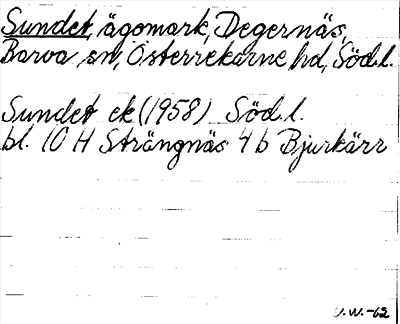 Sundet, ägomark, Degernäs,
Barva sn, Österrekarne hd, Söd.l.
Sundet ek (1958) Söd.l.
bl. 10 H Strängnäs 4 b Bjurkärr
U.W.-62